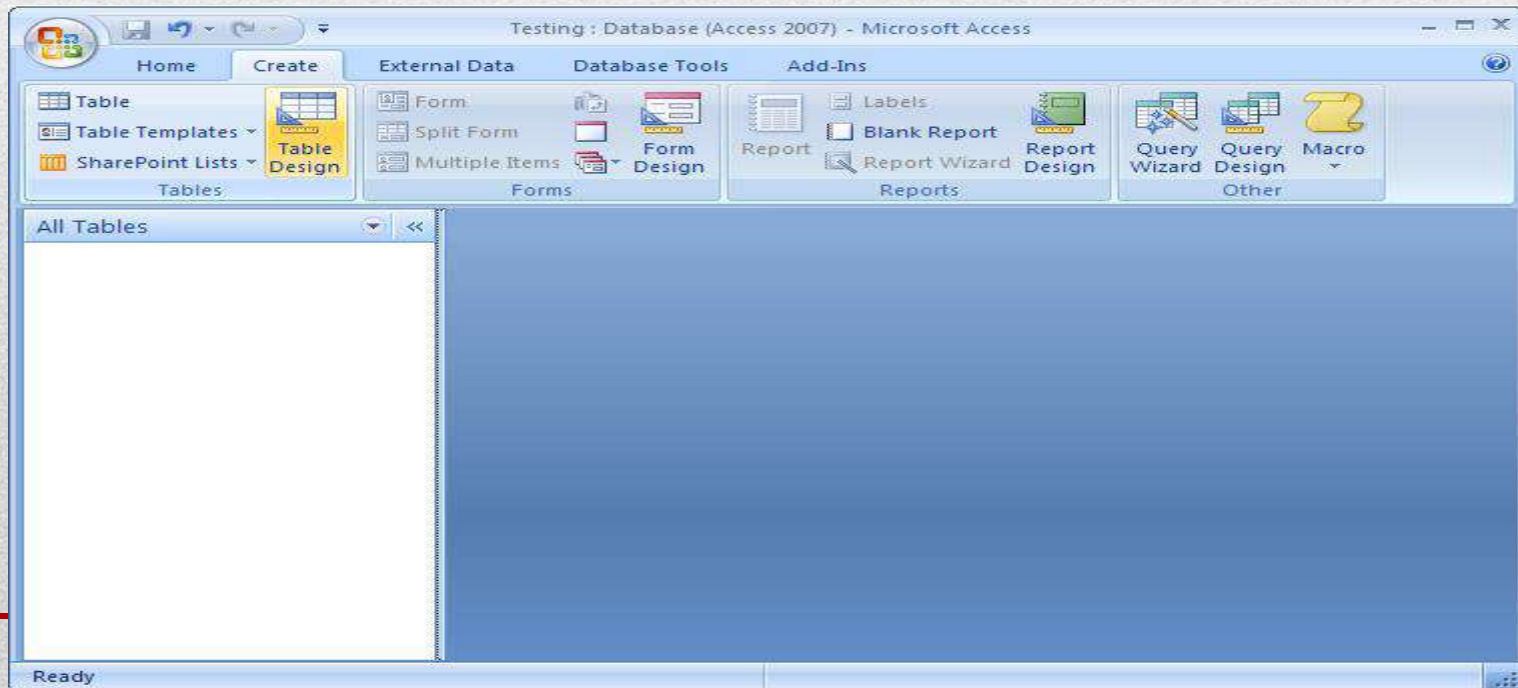 Testing : Database (Access 2007) - Microsoft Access
Home Create External Data Database Tools Add-Ins
Table
Table Templates
SharePoint Lists
Table
Design
Tables
Form
Split Form
Multiple Items
Form
Design
Forms
Report
Labels
Blank Report
Report Wizard
Report
Design
Reports
Query
Wizard
Query
Design
Macro
Other
All Tables
Ready